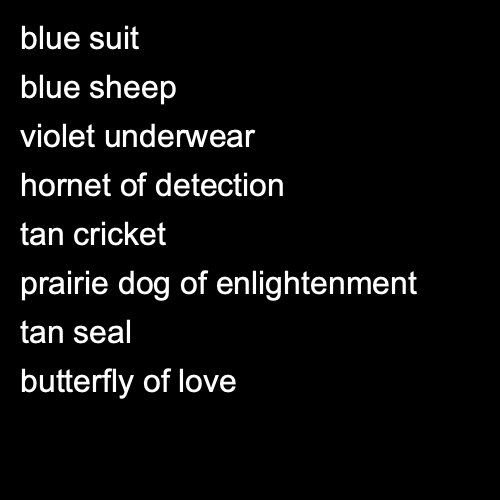 blue suit
blue sheep
violet underwear
hornet of detection
tan cricket
prairie dog of enlightenment
tan seal
butterfly of love